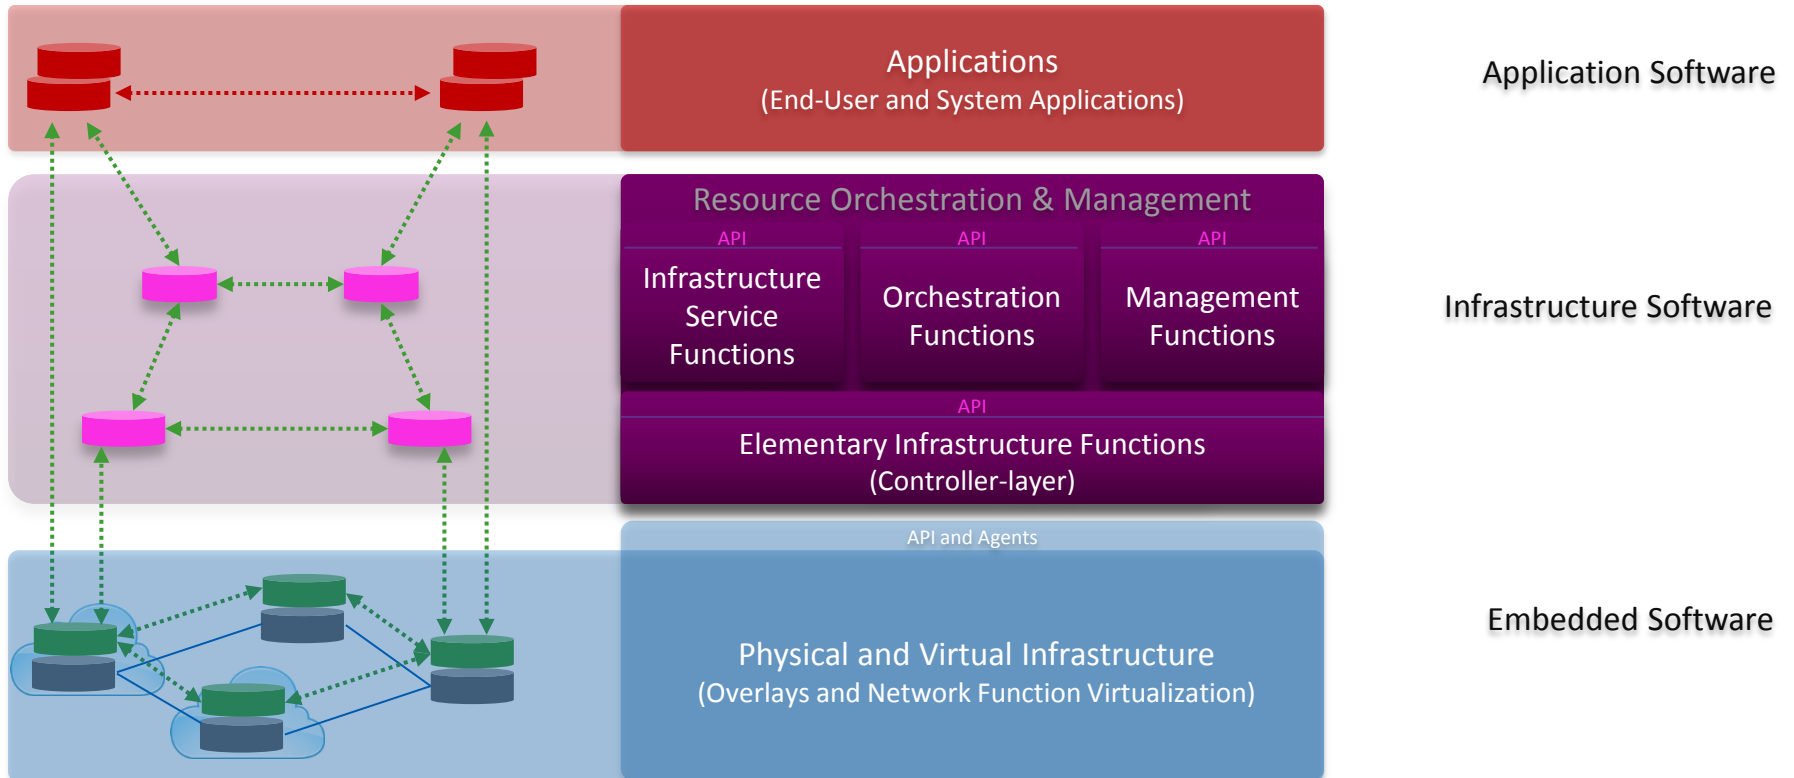 Applications
(End-User and System Applications)
Application Software
Resource Orchestration & Management
API
Infrastructure
Service
Functions
API
Orchestration
Functions
API
Management
Functions
Infrastructure Software
API
Elementary Infrastructure Functions
(Controller-layer)
API and Agents
Physical and Virtual Infrastructure
(Overlays and Network Function Virtualization)
Embedded Software